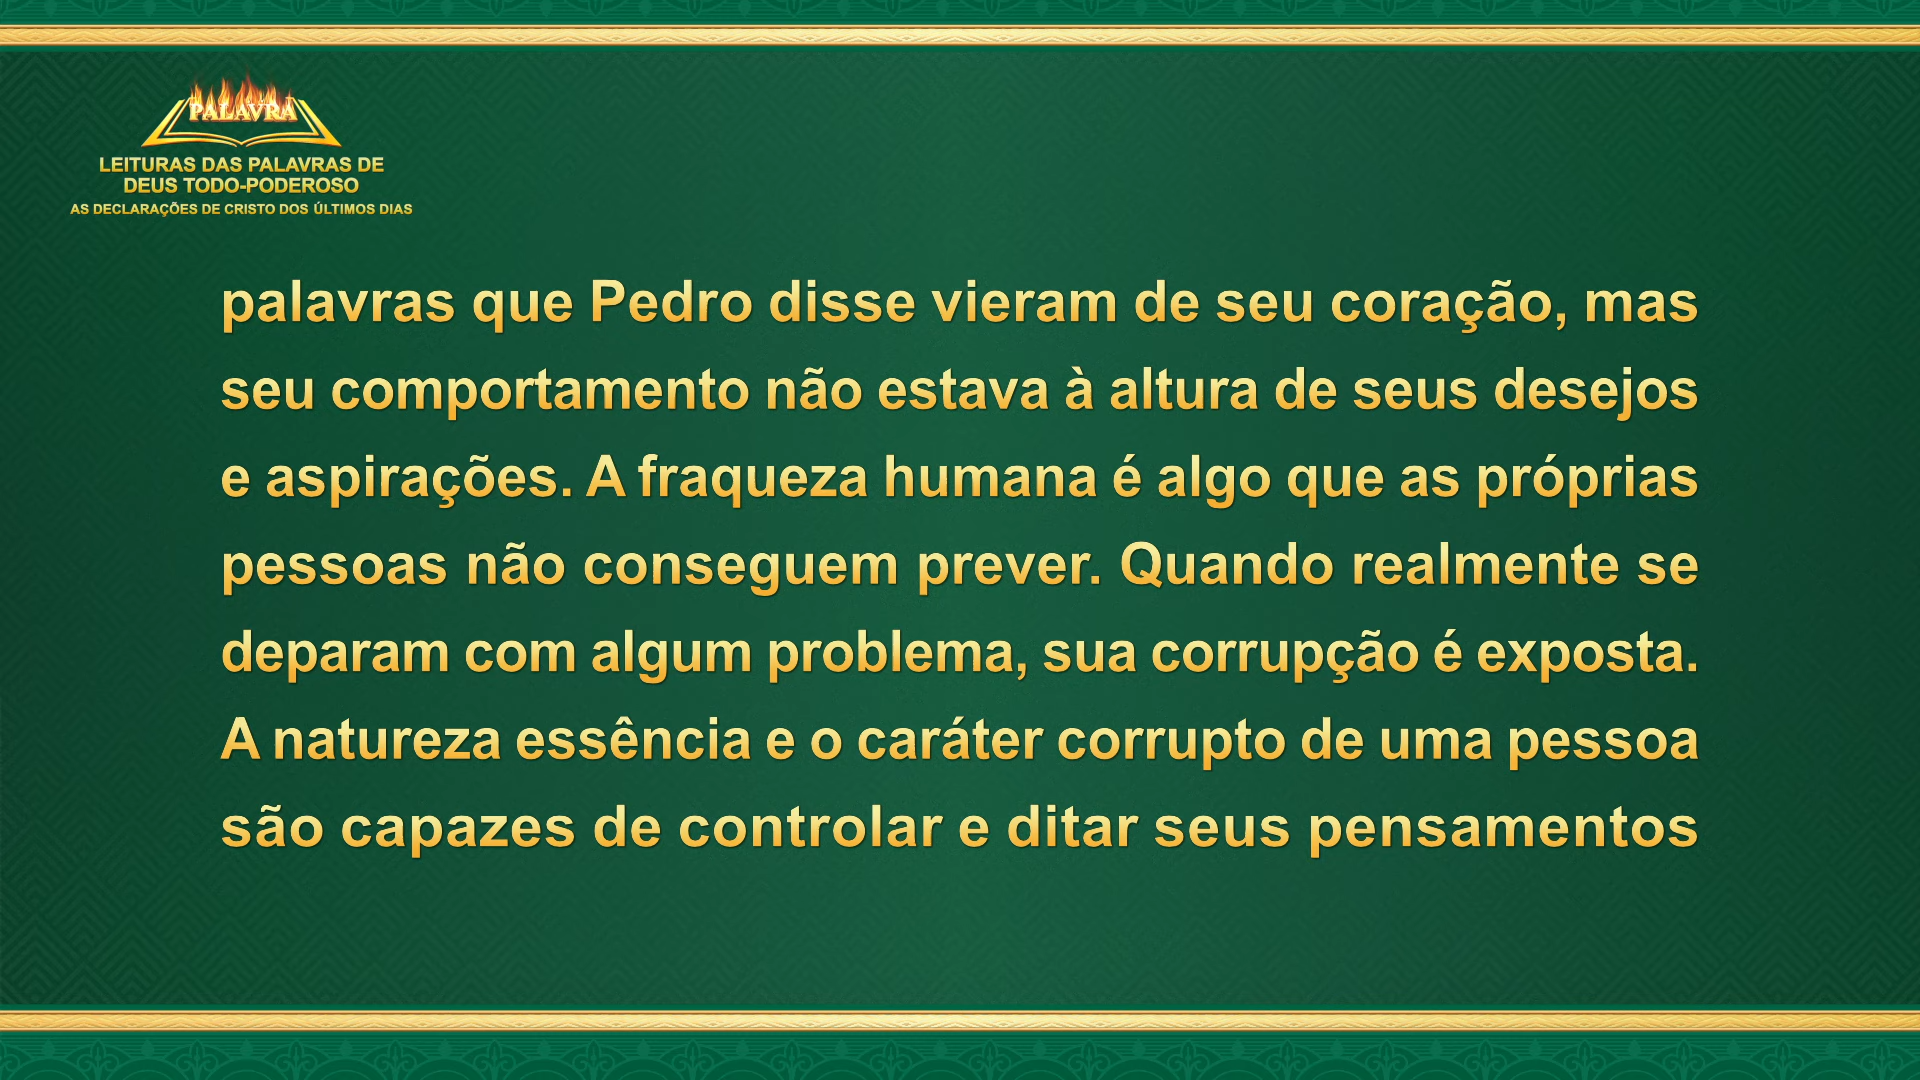 PALAVRA
LEITURAS DAS PALAVRAS DE
DEUS TODO-PODEROSO
AS DECLARAÇÕES DE CRISTO DOS ÚLTIMOS DIAS
palavras que Pedro disse vieram de seu coração, mas
seu comportamento não estava à altura de seus desejos
e aspirações. A fraqueza humana é algo que as próprias
pessoas não conseguem prever. Quando realmente se
deparam com algum problema, sua corrupção é exposta.
A natureza essência e o caráter corrupto de uma pessoa
são capazes de controlar e ditar seus pensamentos